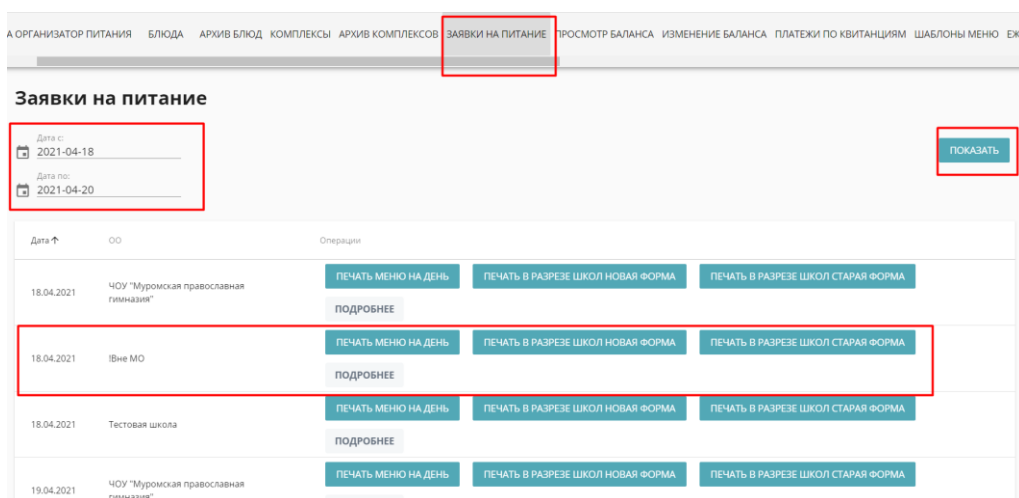 А ОРГАНИЗАТОР ПИТАНИЯ БЛЮДА АРХИВ БЛЮД КОМПЛЕКСЫ АРХИВ КОМПЛЕКСОВ ЗАЯВКИ НА ПИТАНИЕ ПРОСМОТР БАЛАНСА ИЗМЕНЕНИЕ БАЛАНСА ПЛАТЕЖИ ПО КВИТАНЦИЯМ ШАБЛОНЫ МЕНЮ ЕЖ
Заявки на питание
Дата с:
2021-04-18
ПОКАЗАТЬ
Дата по:
2021-04-20
Дата↑ ОО Операции
ПЕЧАТЬ МЕНЮ НА ДЕНЬ ПЕЧАТЬ В РАЗРЕЗЕ ШКОЛ НОВАЯ ФОРМА ПЕЧАТЬ В РАЗРЕЗЕ ШКОЛ СТАРАЯ ФОРМА
18.04.2021 ЧОУ "Муромская православная
гимназия"
ПОДРОБНЕЕ
ПЕЧАТЬ МЕНЮ НА ДЕНЬ ПЕЧАТЬ В РАЗРЕЗЕ ШКОЛ НОВАЯ ФОРМА ПЕЧАТЬ В РАЗРЕЗЕ ШКОЛ СТАРАЯ ФОРМА
18.04.2021 !Вне МО
ПОДРОБНЕЕ
ПЕЧАТЬ МЕНЮ НА ДЕНЬ ПЕЧАТЬ В РАЗРЕЗЕ ШКОЛ НОВАЯ ФОРМА ПЕЧАТЬ В РАЗРЕЗЕ ШКОЛ СТАРАЯ ФОРМА
18.04.2021 Тестовая школа
ПОДРОБНЕЕ
ПЕЧАТЬ МЕНЮ НА ДЕНЬ ПЕЧАТЬ В РАЗРЕЗЕ ШКОЛ НОВАЯ ФОРМА ПЕЧАТЬ В РАЗРЕЗЕ ШКОЛ СТАРАЯ ФОРМА
19.04.2021 ЧОУ "Муромская православная
гимназия"